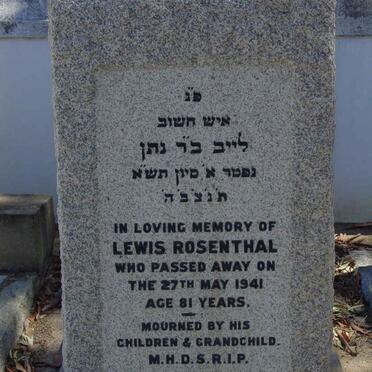 פ״נ
איש חשוב
לייב ב״ר נתן
נפטר א׳ סיון תש״א
ת׳נ׳צ׳ב׳ה׳
IN LOVING MEMORY OF
LEWIS ROSENTHAL
WHO PASSED AWAY ON
THE 27TH MAY 1941
AGE 81 YEARS.
MOURNED BY HIS
CHILDREN & GRANDCHILD.
M.H.D.S.R.I.P.